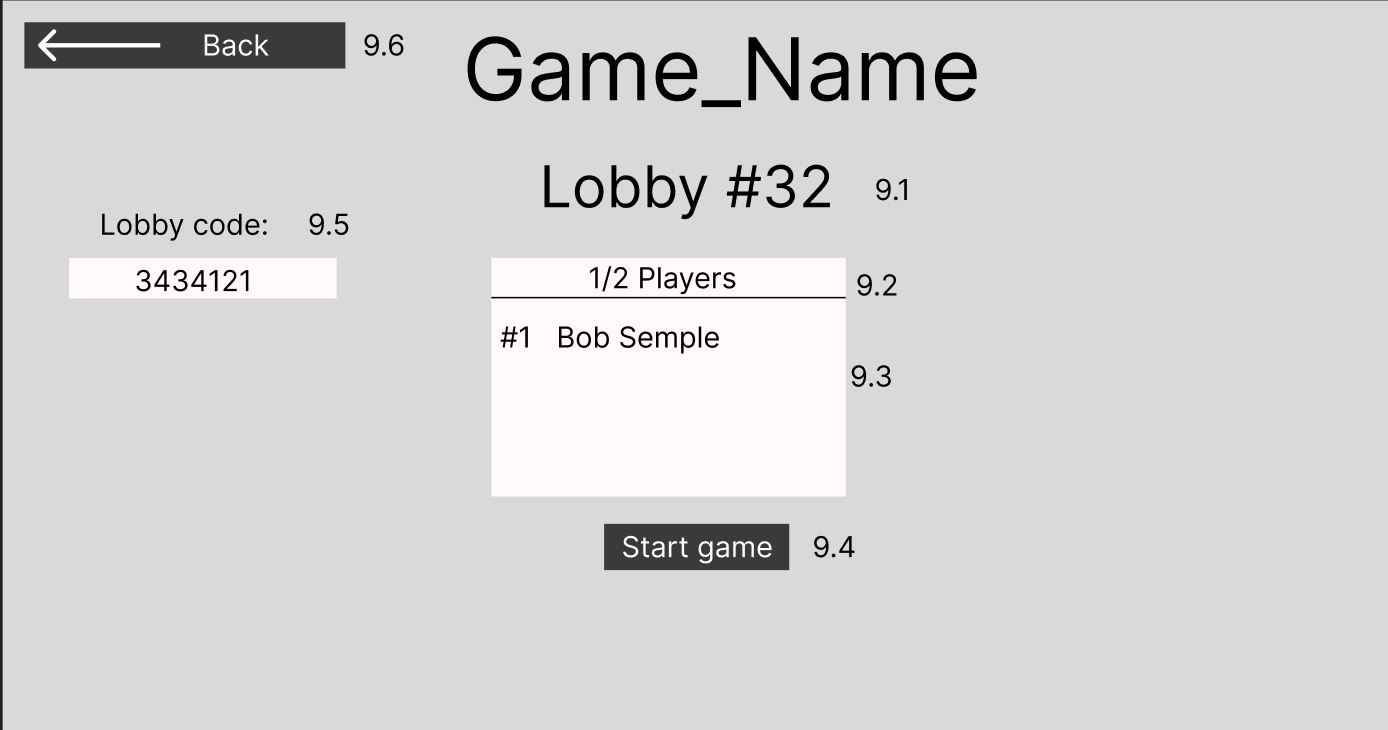 Back 9.6
Game_Name
Lobby #32 9.1
Lobby code: 9.5
3434121
1/2 Players 9.2
#1 Bob Semple
9.3
Start game 9.4